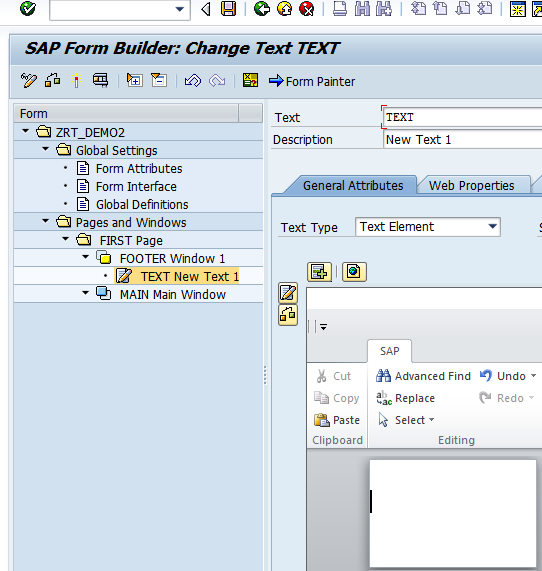 SAP Form Builder: Change Text TEXT
Form Painter
Form
ZRT_DEMO2
Global Settings
Form Attributes
Form Interface
Global Definitions
Pages and Windows
FIRST Page
FOOTER Window 1
TEXT New Text 1
MAIN Main Window
Text TEXT
Description New Text 1
General Attributes Web Properties
Text Type Text Element
SAP
Cut Advanced Find Undo
Copy Replace Redo
Paste Select
Clipboard Editing